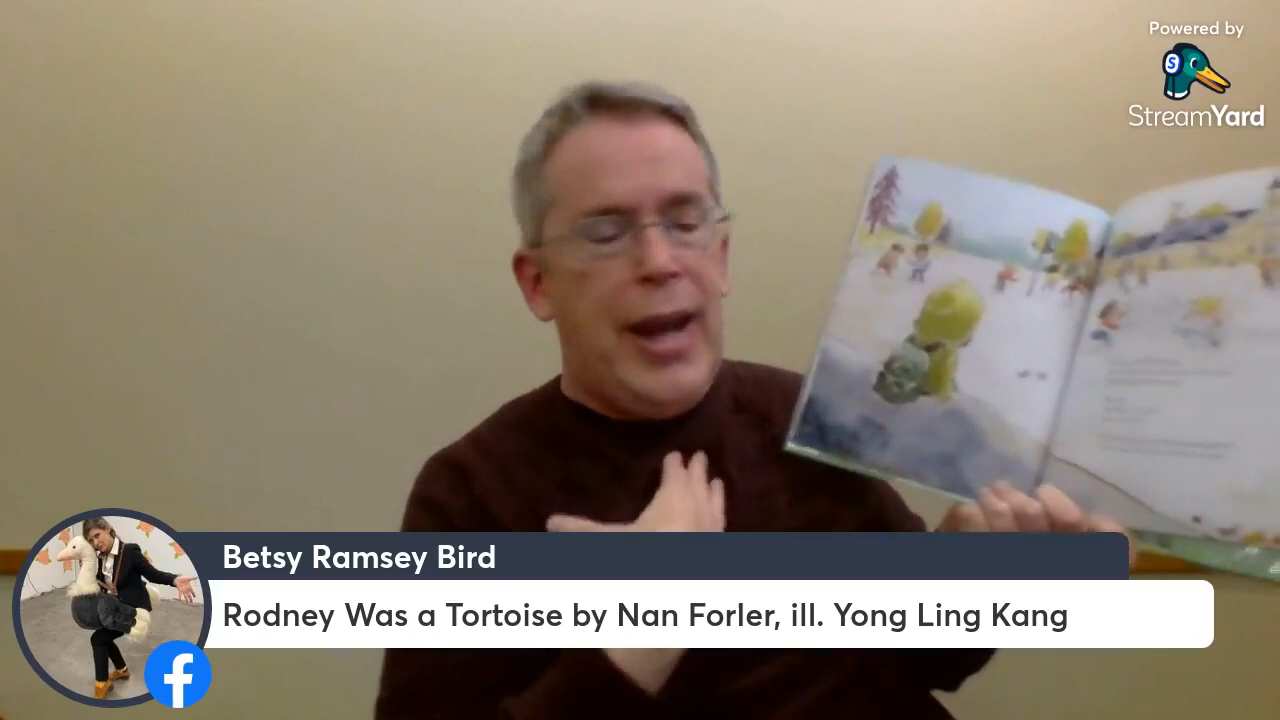 Powered by
S
StreamYard
Betsy Ramsey Bird
Rodney Was a Tortoise by Nan Forler, ill. Yong Ling Kang